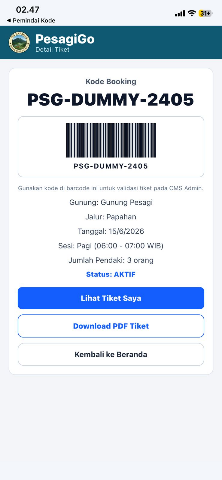 02.47
31
◀ Pemindai Kode
PesagiGo
Detail Tiket
Kode Booking
PSG-DUMMY-2405
PSG-DUMMY-2405
Gunakan kode di barcode ini untuk validasi tiket pada CMS Admin.
Gunung: Gunung Pesagi
Jalur: Papahan
Tanggal: 15/6/2026
Sesi: Pagi (06:00 - 07:00 WIB)
Jumlah Pendaki: 3 orang
Status: AKTIF
Lihat Tiket Saya
Download PDF Tiket
Kembali ke Beranda